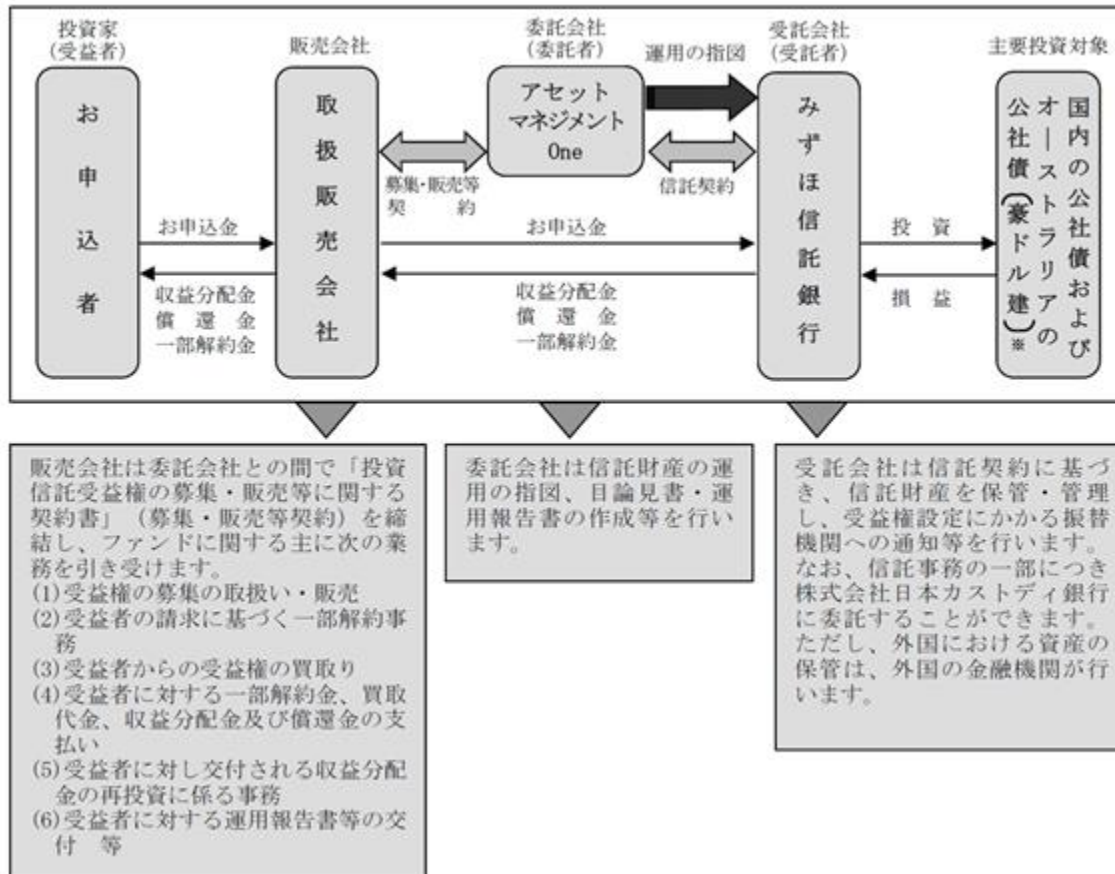 投資家
(受益者)
お申込者
販売会社
取扱販売会社
委託会社
(委託者)
アセット
マネジメント
One
運用の指図
受託会社
(受託者)
みずほ信託銀行
主要投資対象
国内の公社債および
オーストラリアの
公社債(豪ドル建)※
募集・販売等
契約
信託契約
お申込金
収益分配金
償還金
一部解約金
お申込金
収益分配金
償還金
一部解約金
投資
損益
販売会社は委託会社との間で「投資
信託受益権の募集・販売等に関する
契約書」(募集・販売等契約)を締
結し、ファンドに関する主に次の業
務を引き受けます。
(1)受益権の募集の取扱い・販売
(2)受益者の請求に基づく一部解約事
務
(3)受益者からの受益権の買取り
(4)受益者に対する一部解約金、買取
代金、収益分配金及び償還金の支
払い
(5)受益者に対し交付される収益分配
金の再投資に係る事務
(6)受益者に対する運用報告書等の交
付 等
委託会社は信託財産の運
用の指図、目論見書・運
用報告書の作成等を行い
ます。
受託会社は信託契約に基づ
き、信託財産を保管・管理
し、受益権設定にかかる振替
機関への通知等を行います。
なお、信託事務の一部につき
株式会社日本カストディ銀行
に委託することができます。
ただし、外国における資産の
保管は、外国の金融機関が行
います。